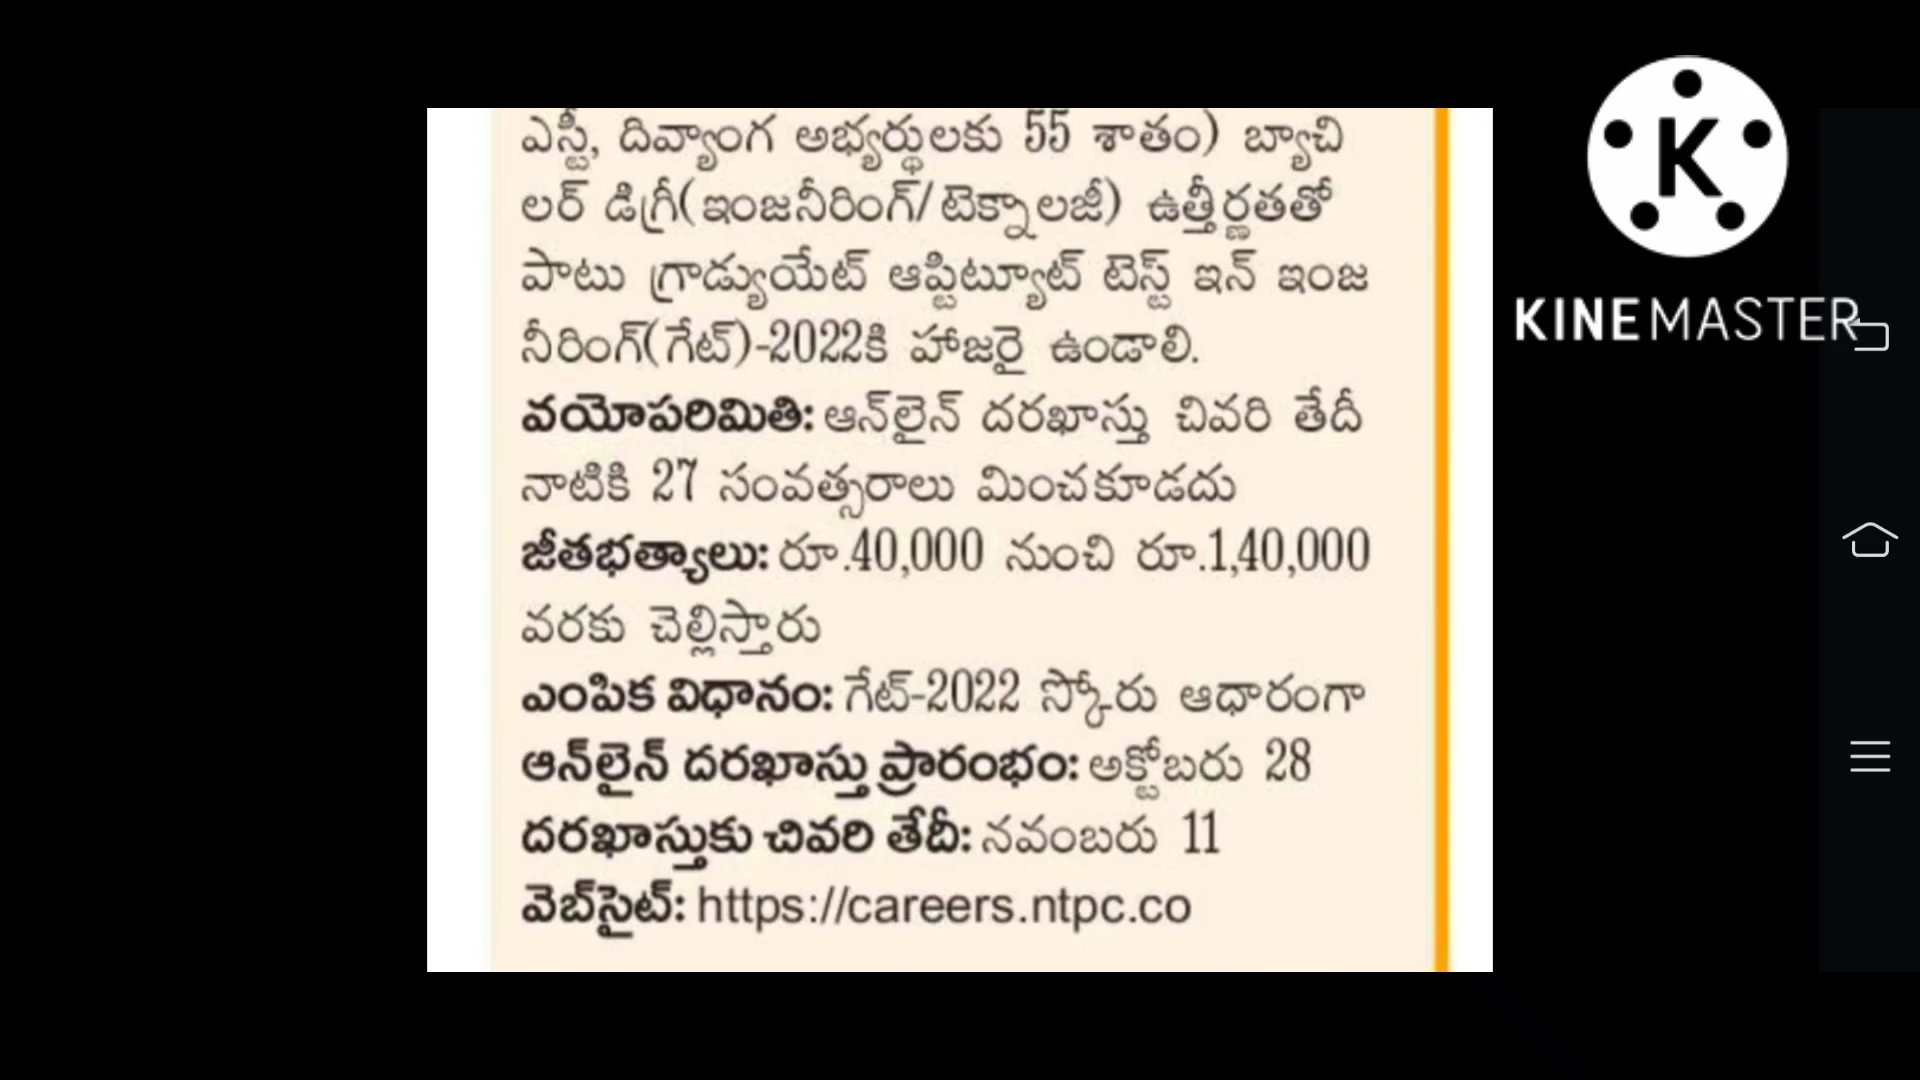 ఎస్టీ, దివ్యాంగ అభ్యర్థులకు 55 శాతం) బ్యాచి
లర్ డిగ్రీ(ఇంజనీరింగ్/టెక్నాలజీ) ఉత్తీర్ణతతో
పాటు గ్రాడ్యుయేట్ ఆప్టిట్యూట్ టెస్ట్ ఇన్ ఇంజ
నీరింగ్(గేట్)-2022కి హాజరై ఉండాలి.
వయోపరిమితి: ఆన్‌లైన్ దరఖాస్తు చివరి తేదీ
నాటికి 27 సంవత్సరాలు మించకూడదు
జీతభత్యాలు: రూ.40,000 నుంచి రూ.1,40,000
వరకు చెల్లిస్తారు
ఎంపిక విధానం: గేట్-2022 స్కోరు ఆధారంగా
ఆన్‌లైన్ దరఖాస్తు ప్రారంభం: అక్టోబరు 28
దరఖాస్తుకు చివరి తేదీ: నవంబరు 11
వెబ్‌సైట్: https://careers.ntpc.co
K
KINEMASTER